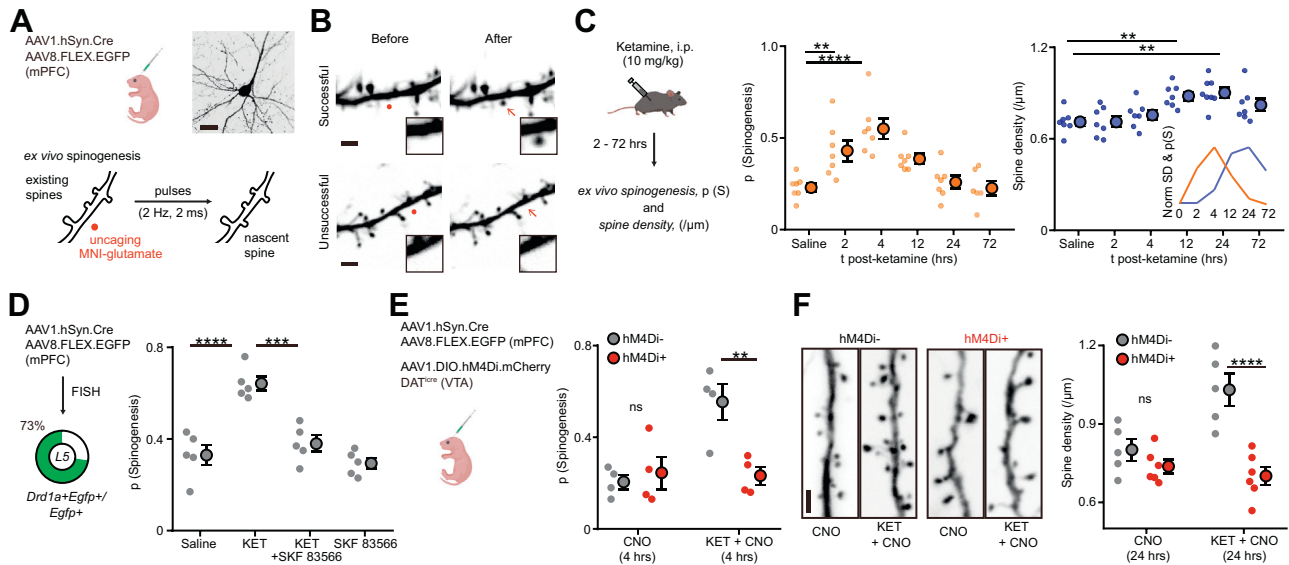 A
AAV1.hSyn.Cre
AAV8.FLEX.EGFP
(mPFC)
ex vivo spinogenesis
existing
spines
pulses
(2 Hz, 2 ms)
uncaging
MNI-glutamate
nascent
spine
B
Before
After
Successful
Unsuccessful
C
Ketamine, i.p.
(10 mg/kg)
2 - 72 hrs
ex vivo spinogenesis, p (S)
and
spine density, (/μm)
p (Spinogenesis)
1.0
0.5
0
**
****
Saline 2 4 12 24 72
t post-ketamine (hrs)
Spine density (/μm)
1.2
0.6
0
**
**
Norm SD & p(S)
0 2 4 12 24 72
Saline 2 4 12 24 72
t post-ketamine (hrs)
D
AAV1.hSyn.Cre
AAV8.FLEX.EGFP
(mPFC)
FISH
73%
L5
Drd1a+Egfp+/
Egfp+
p (Spinogenesis)
0.8
0.4
0
****
***
Saline KET KET SKF 83566
+SKF 83566
E
AAV1.hSyn.Cre
AAV8.FLEX.EGFP (mPFC)
AAV1.DIO.hM4Di.mCherry
DATicre (VTA)
p (Spinogenesis)
0.8
0.4
0
hM4Di-
hM4Di+
ns
**
CNO KET + CNO
(4 hrs) (4 hrs)
F
hM4Di-
hM4Di+
CNO
KET
+ CNO
CNO
KET
+ CNO
Spine density (/μm)
1.2
0.8
0.4
hM4Di-
hM4Di+
ns
****
CNO KET + CNO
(24 hrs) (24 hrs)